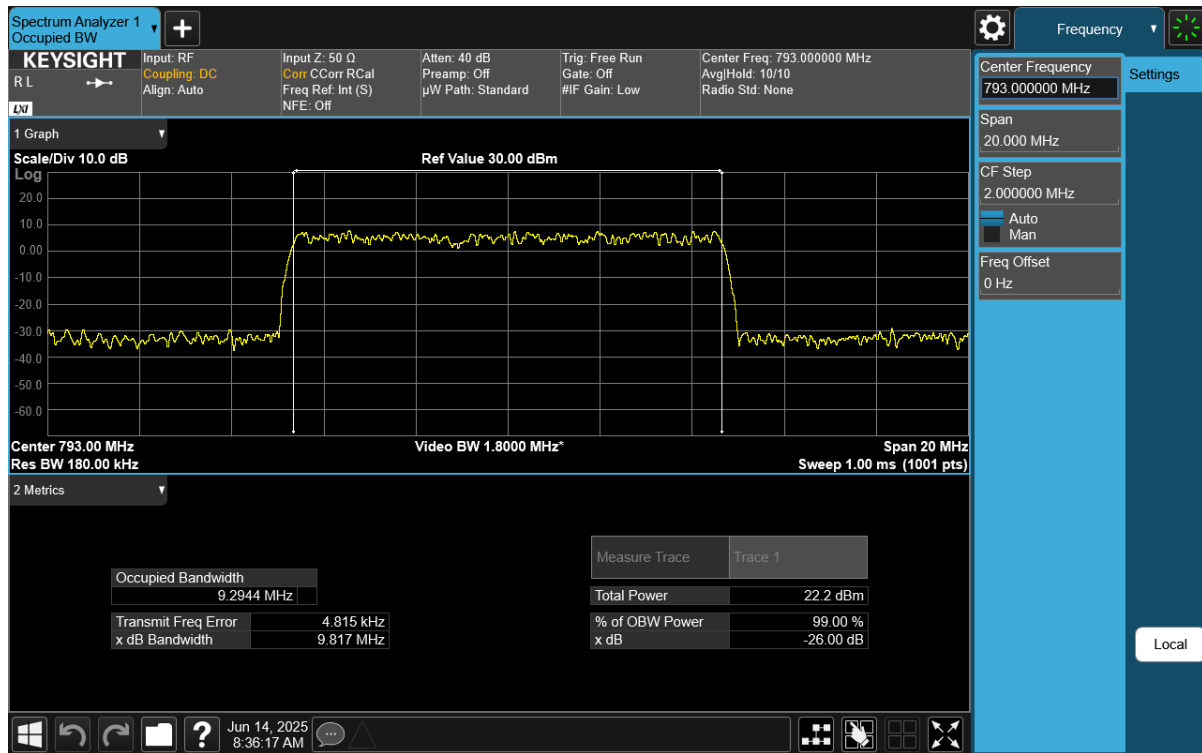 Spectrum Analyzer 1
Occupied BW
Frequency
KEYSIGHT
R L
LXI
Input: RF
Coupling: DC
Align: Auto
Input Z: 50 Ω
Corr CCorr RCal
Freq Ref: Int (S)
NFE: Off
Atten: 40 dB
Preamp: Off
µW Path: Standard
Trig: Free Run
Gate: Off
#IF Gain: Low
Center Freq: 793.000000 MHz
Avg|Hold: 10/10
Radio Std: None
Center Frequency
793.000000 MHz
Settings
Span
20.000 MHz
CF Step
2.000000 MHz
Auto
Man
Freq Offset
0 Hz
Local
1 Graph
Scale/Div 10.0 dB
Ref Value 30.00 dBm
Log
20.0
10.0
0.00
-10.0
-20.0
-30.0
-40.0
-50.0
-60.0
Center 793.00 MHz
Video BW 1.8000 MHz*
Span 20 MHz
Res BW 180.00 kHz
Sweep 1.00 ms (1001 pts)
2 Metrics
Measure Trace
Trace 1
Occupied Bandwidth
9.2944 MHz
Total Power
22.2 dBm
Transmit Freq Error
4.815 kHz
% of OBW Power
99.00 %
x dB Bandwidth
9.817 MHz
x dB
-26.00 dB
?
Jun 14, 2025
8:36:17 AM